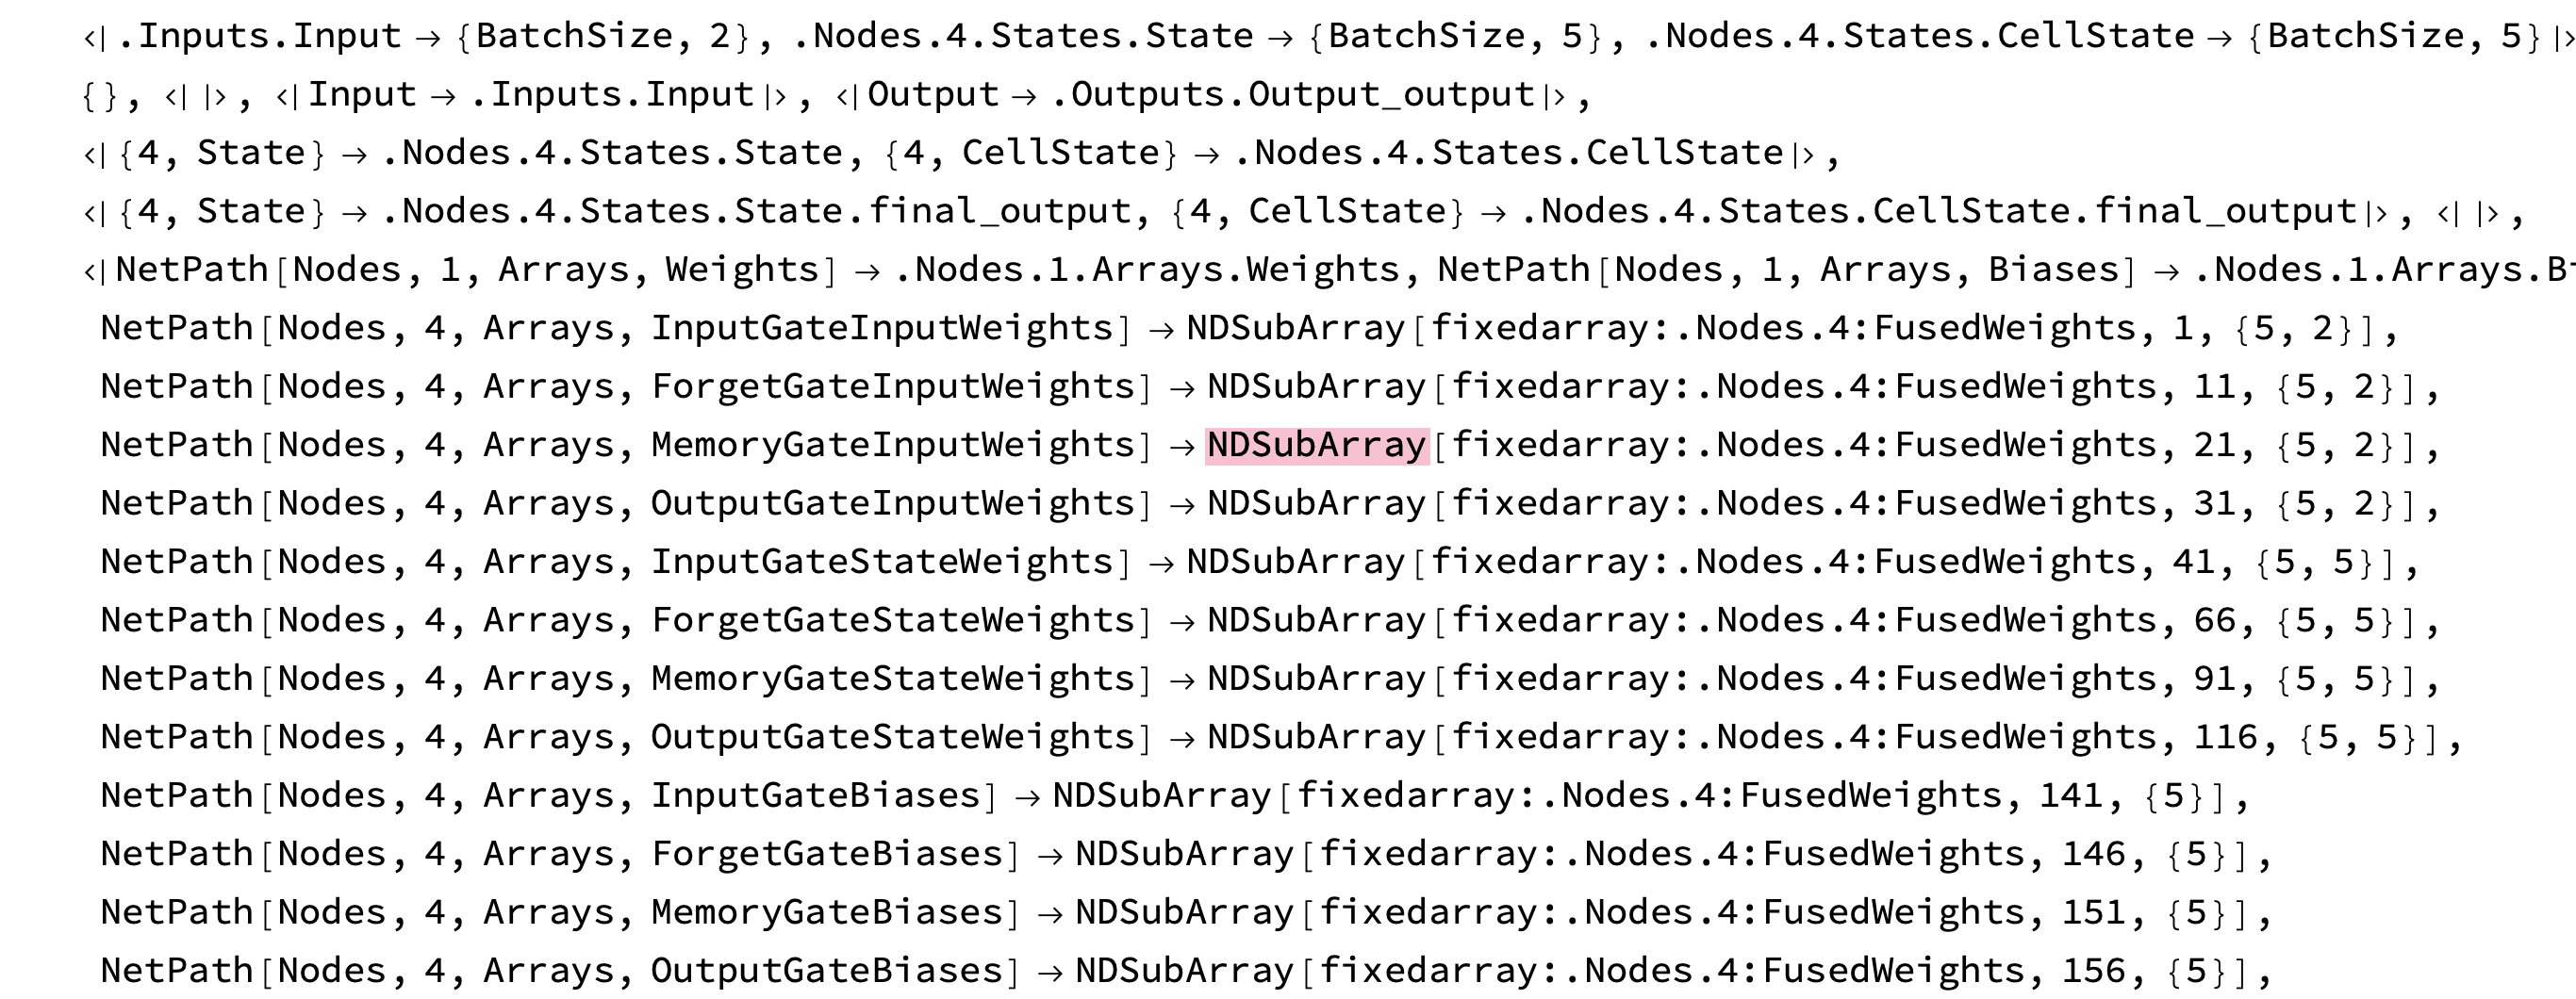 <| .Inputs.Input → {BatchSize, 2}, .Nodes.4.States.State → {BatchSize, 5}, .Nodes.4.States.CellState → {BatchSize, 5} |>
{}, <| |>, <| Input → .Inputs.Input |>, <| Output → .Outputs.Output_output |>,
<| {4, State} → .Nodes.4.States.State, {4, CellState} → .Nodes.4.States.CellState |>,
<| {4, State} → .Nodes.4.States.State.final_output, {4, CellState} → .Nodes.4.States.CellState.final_output |>, <| |>,
<| NetPath[Nodes, 1, Arrays, Weights] → .Nodes.1.Arrays.Weights, NetPath[Nodes, 1, Arrays, Biases] → .Nodes.1.Arrays.Bi
NetPath[Nodes, 4, Arrays, InputGateInputWeights] → NDSubArray[fixedarray:.Nodes.4:FusedWeights, 1, {5, 2}],
NetPath[Nodes, 4, Arrays, ForgetGateInputWeights] → NDSubArray[fixedarray:.Nodes.4:FusedWeights, 11, {5, 2}],
NetPath[Nodes, 4, Arrays, MemoryGateInputWeights] → NDSubArray[fixedarray:.Nodes.4:FusedWeights, 21, {5, 2}],
NetPath[Nodes, 4, Arrays, OutputGateInputWeights] → NDSubArray[fixedarray:.Nodes.4:FusedWeights, 31, {5, 2}],
NetPath[Nodes, 4, Arrays, InputGateStateWeights] → NDSubArray[fixedarray:.Nodes.4:FusedWeights, 41, {5, 5}],
NetPath[Nodes, 4, Arrays, ForgetGateStateWeights] → NDSubArray[fixedarray:.Nodes.4:FusedWeights, 66, {5, 5}],
NetPath[Nodes, 4, Arrays, MemoryGateStateWeights] → NDSubArray[fixedarray:.Nodes.4:FusedWeights, 91, {5, 5}],
NetPath[Nodes, 4, Arrays, OutputGateStateWeights] → NDSubArray[fixedarray:.Nodes.4:FusedWeights, 116, {5, 5}],
NetPath[Nodes, 4, Arrays, InputGateBiases] → NDSubArray[fixedarray:.Nodes.4:FusedWeights, 141, {5}],
NetPath[Nodes, 4, Arrays, ForgetGateBiases] → NDSubArray[fixedarray:.Nodes.4:FusedWeights, 146, {5}],
NetPath[Nodes, 4, Arrays, MemoryGateBiases] → NDSubArray[fixedarray:.Nodes.4:FusedWeights, 151, {5}],
NetPath[Nodes, 4, Arrays, OutputGateBiases] → NDSubArray[fixedarray:.Nodes.4:FusedWeights, 156, {5}],